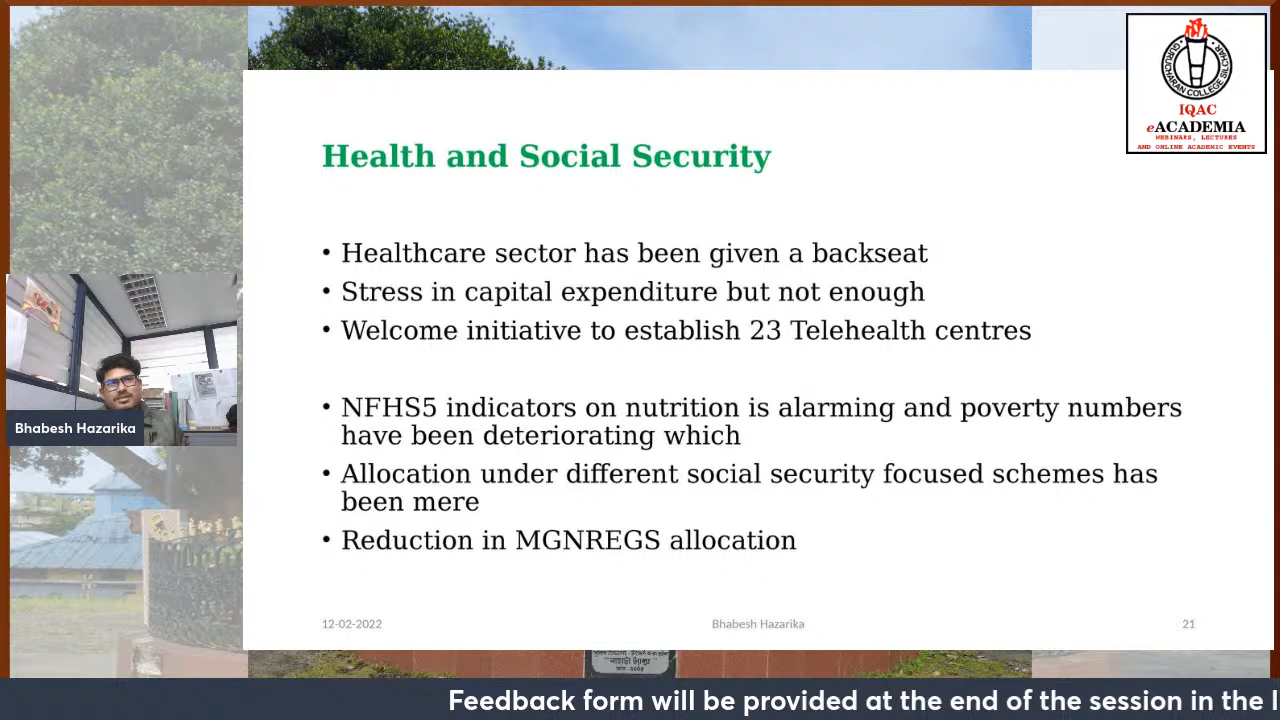 GURUCHARAN COLLEGE SILCHAR
IQAC
eACADEMIA
WEBINARS, LECTURES
AND ONLINE ACADEMIC EVENTS
Health and Social Security
• Healthcare sector has been given a backseat
• Stress in capital expenditure but not enough
• Welcome initiative to establish 23 Telehealth centres
• NFHS5 indicators on nutrition is alarming and poverty numbers
have been deteriorating which
• Allocation under different social security focused schemes has
been mere
• Reduction in MGNREGS allocation
Bhabesh Hazarika
12-02-2022
Bhabesh Hazarika
21
Feedback form will be provided at the end of the session in the